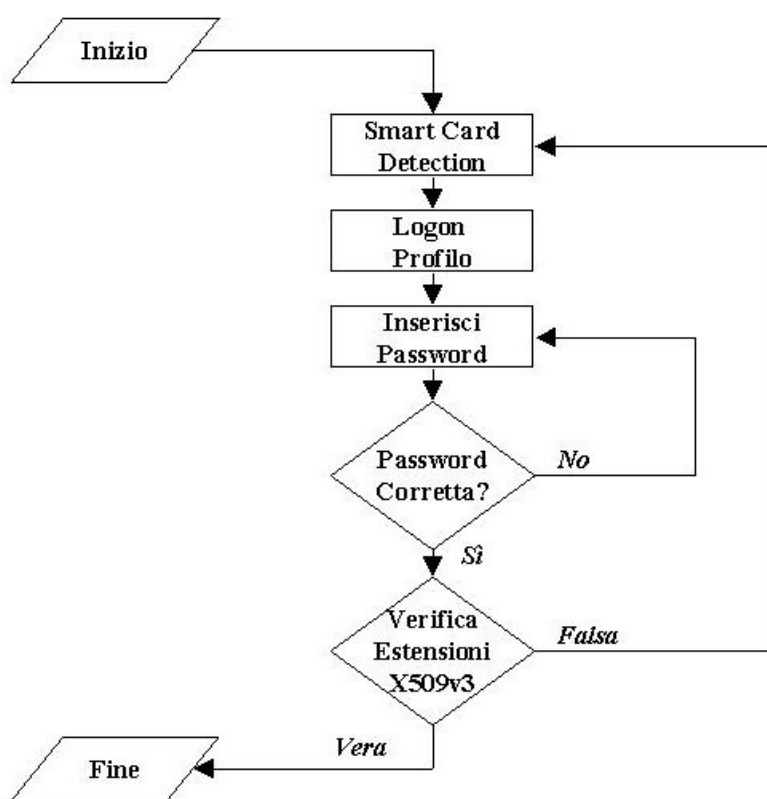 Inizio
Smart Card
Detection
Logon
Profilo
Inserisci
Password
Password
Corretta?
No
Sì
Verifica
Estensioni
X509v3
Falsa
Vera
Fine